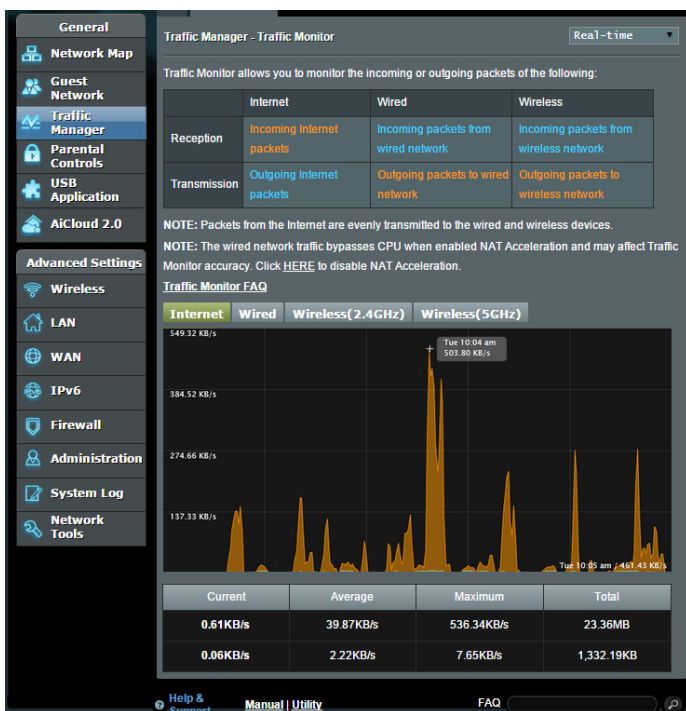 General
Network Map
Guest
Network
Traffic
Manager
Parental
Controls
USB
Application
AiCloud 2.0
Advanced Settings
Wireless
LAN
WAN
IPv6
Firewall
Administration
System Log
Network
Tools
Traffic Manager - Traffic Monitor
Real-time
Traffic Monitor allows you to monitor the incoming or outgoing packets of the following:
Internet Wired Wireless
Reception
Incoming Internet
packets
Incoming packets from
wired network
Incoming packets from
wireless network
Transmission
Outgoing Internet
packets
Outgoing packets to wired
network
Outgoing packets to
wireless network
NOTE: Packets from the Internet are evenly transmitted to the wired and wireless devices.
NOTE: The wired network traffic bypasses CPU when enabled NAT Acceleration and may affect Traffic
Monitor accuracy. Click HERE to disable NAT Acceleration.
Traffic Monitor FAQ
Internet Wired Wireless(2.4GHz) Wireless(5GHz)
549.32 KB/s
Tue 10:04 am
503.80 KB/s
384.52 KB/s
274.66 KB/s
137.33 KB/s
Tue 10:05 am / 461.43 KB/s
Current Average Maximum Total
0.61KB/s 39.87KB/s 536.34KB/s 23.36MB
0.06KB/s 2.22KB/s 7.65KB/s 1,332.19KB
Help &
Support
Manual | Utility
FAQ